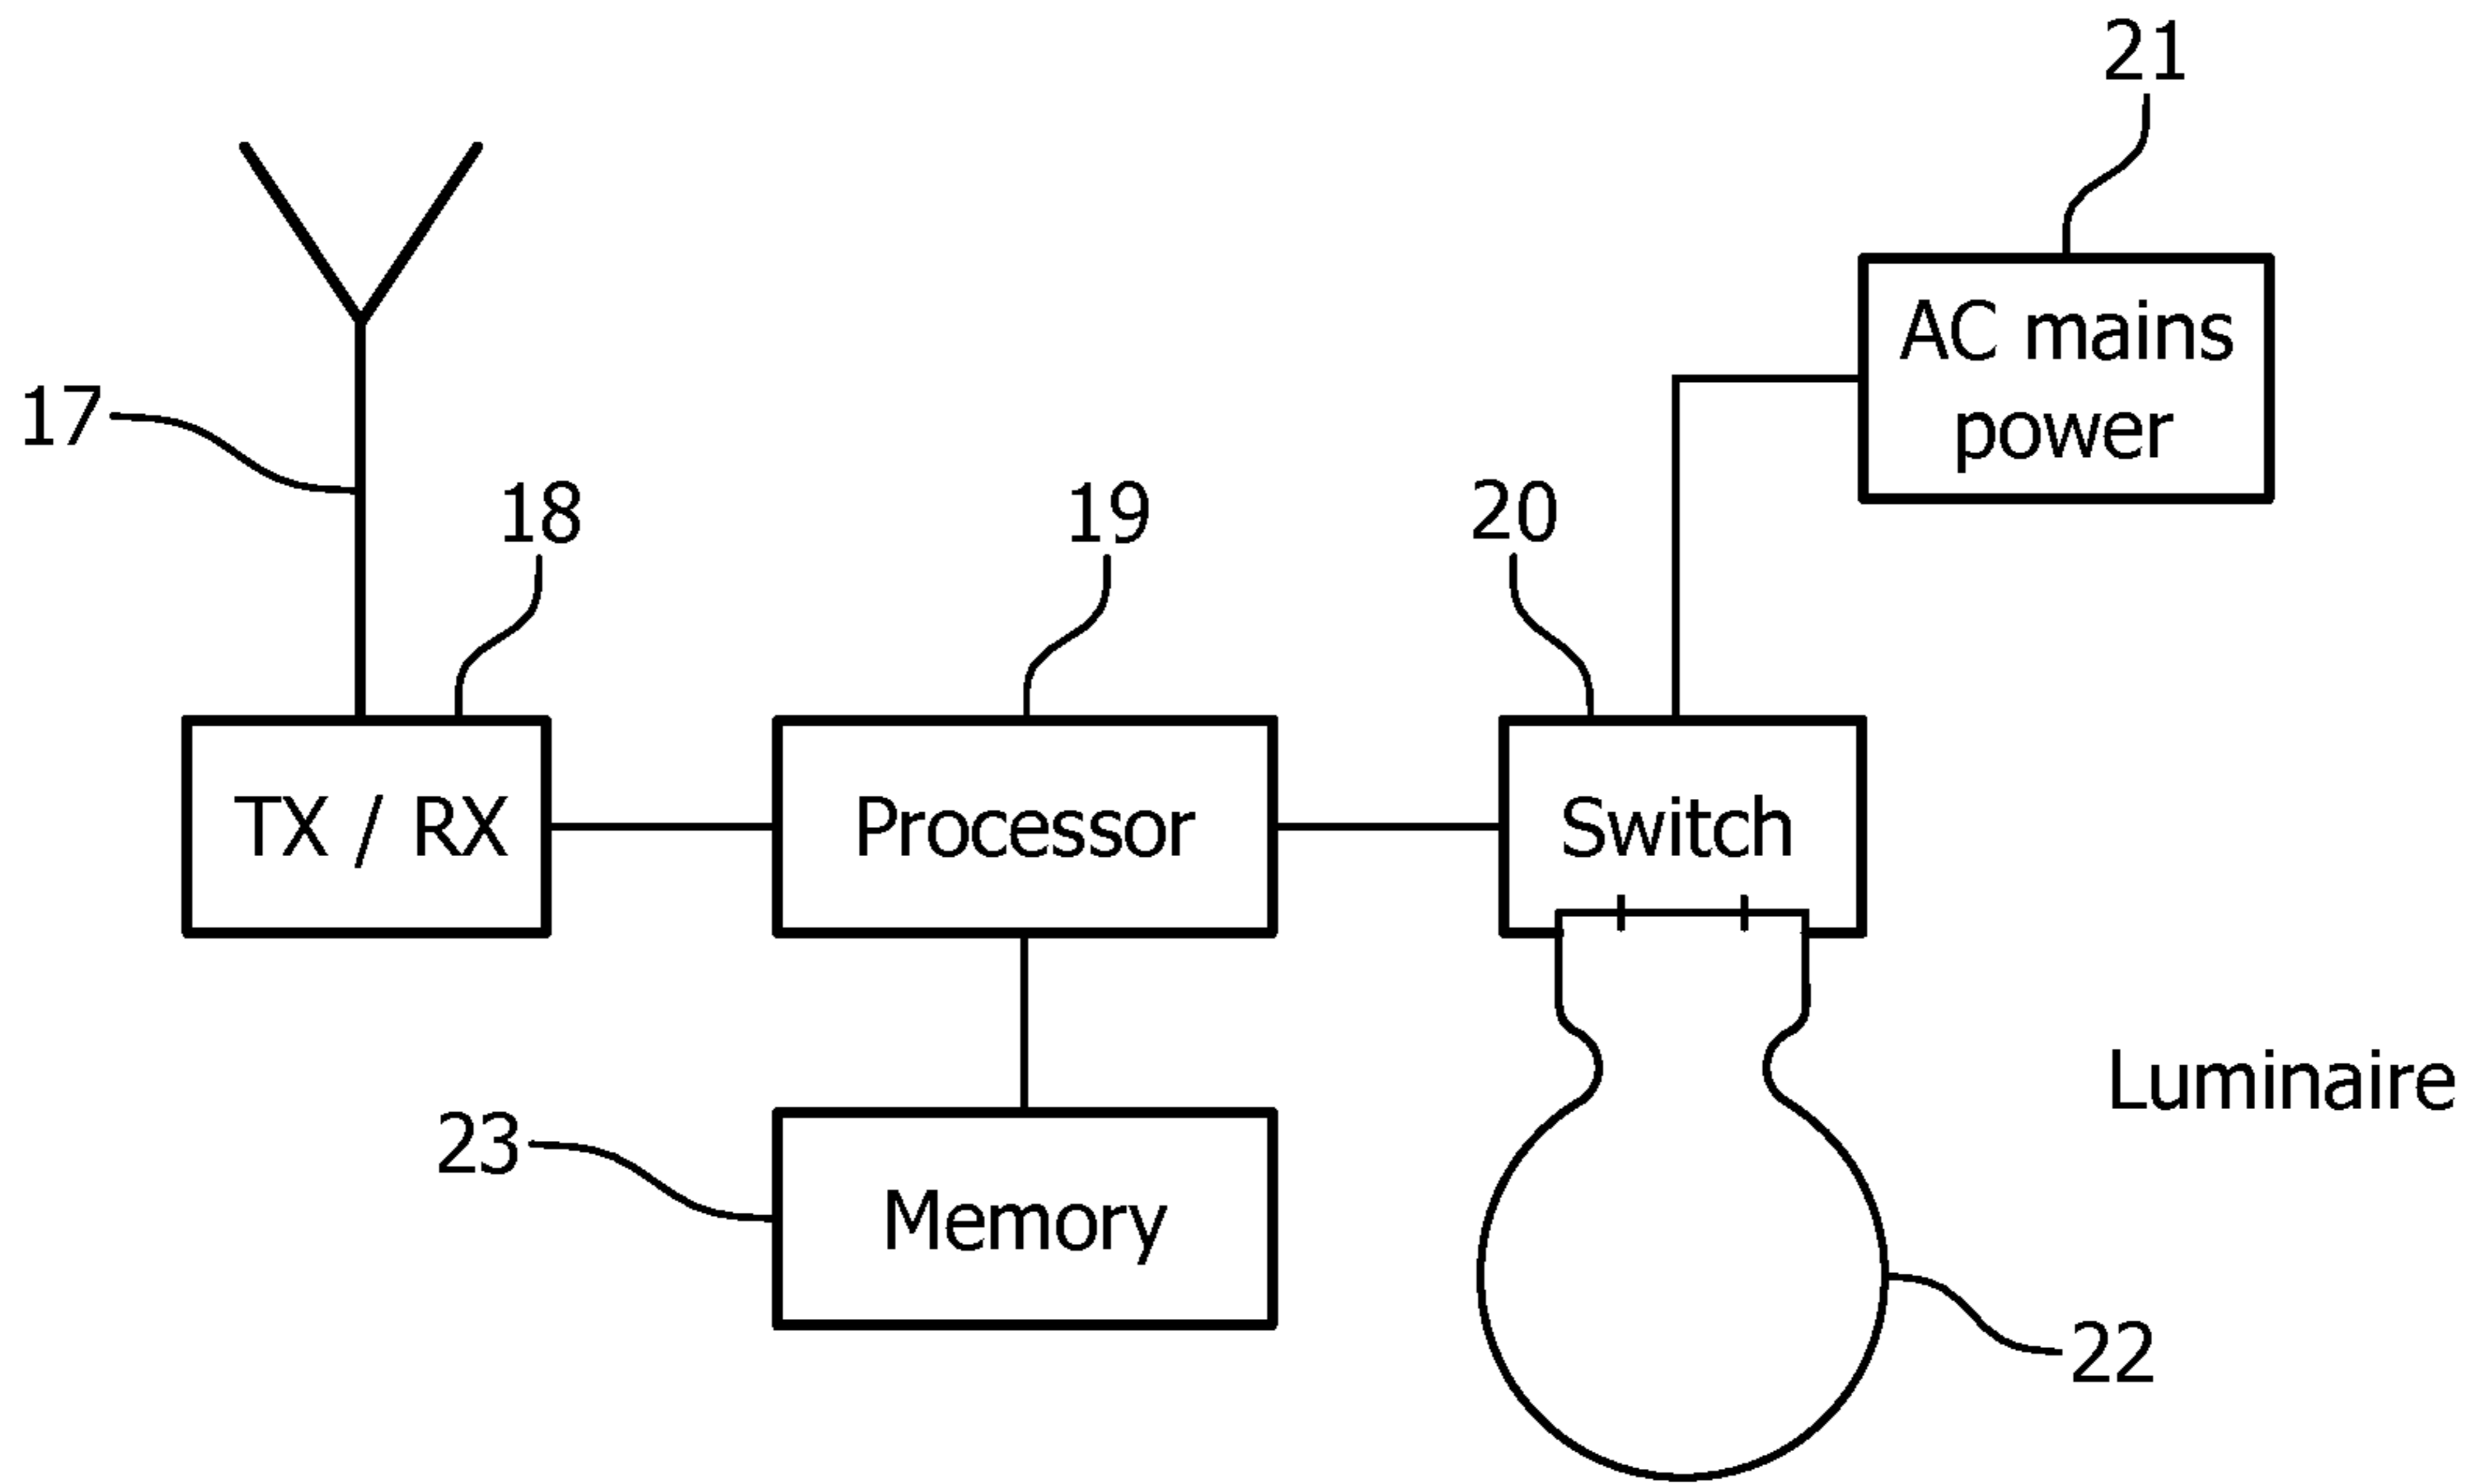 21
17
18
19
20
AC mains
power
TX / RX
Processor
Switch
23
Memory
Luminaire
22